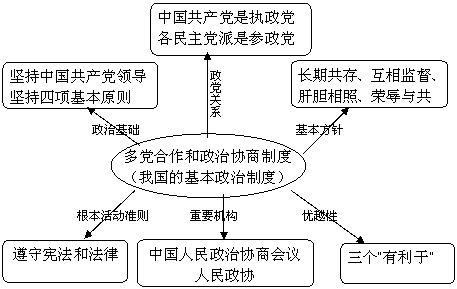 中国共产党是执政党
各民主党派是参政党
坚持中国共产党领导
坚持四项基本原则
政党关系
长期共存、互相监督、
肝胆相照、荣辱与共
政治基础
基本方针
多党合作和政治协商制度
（我国的基本政治制度）
根本活动准则
重要机构
优越性
遵守宪法和法律
中国人民政治协商会议
人民政协
三个"有利于"